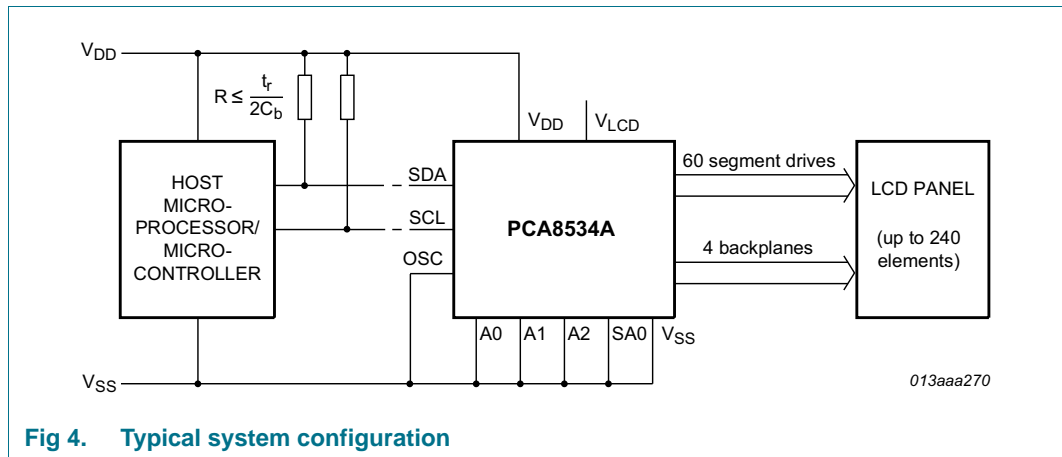 VDD
R ≤ tr
2Cb
VDD
VLCD
HOST
MICRO-
PROCESSOR/
MICRO-
CONTROLLER
SDA
SCL
OSC
PCA8534A
60 segment drives
4 backplanes
LCD PANEL
(up to 240
elements)
A0 A1 A2 SA0 VSS
VSS
013aaa270
Fig 4. Typical system configuration